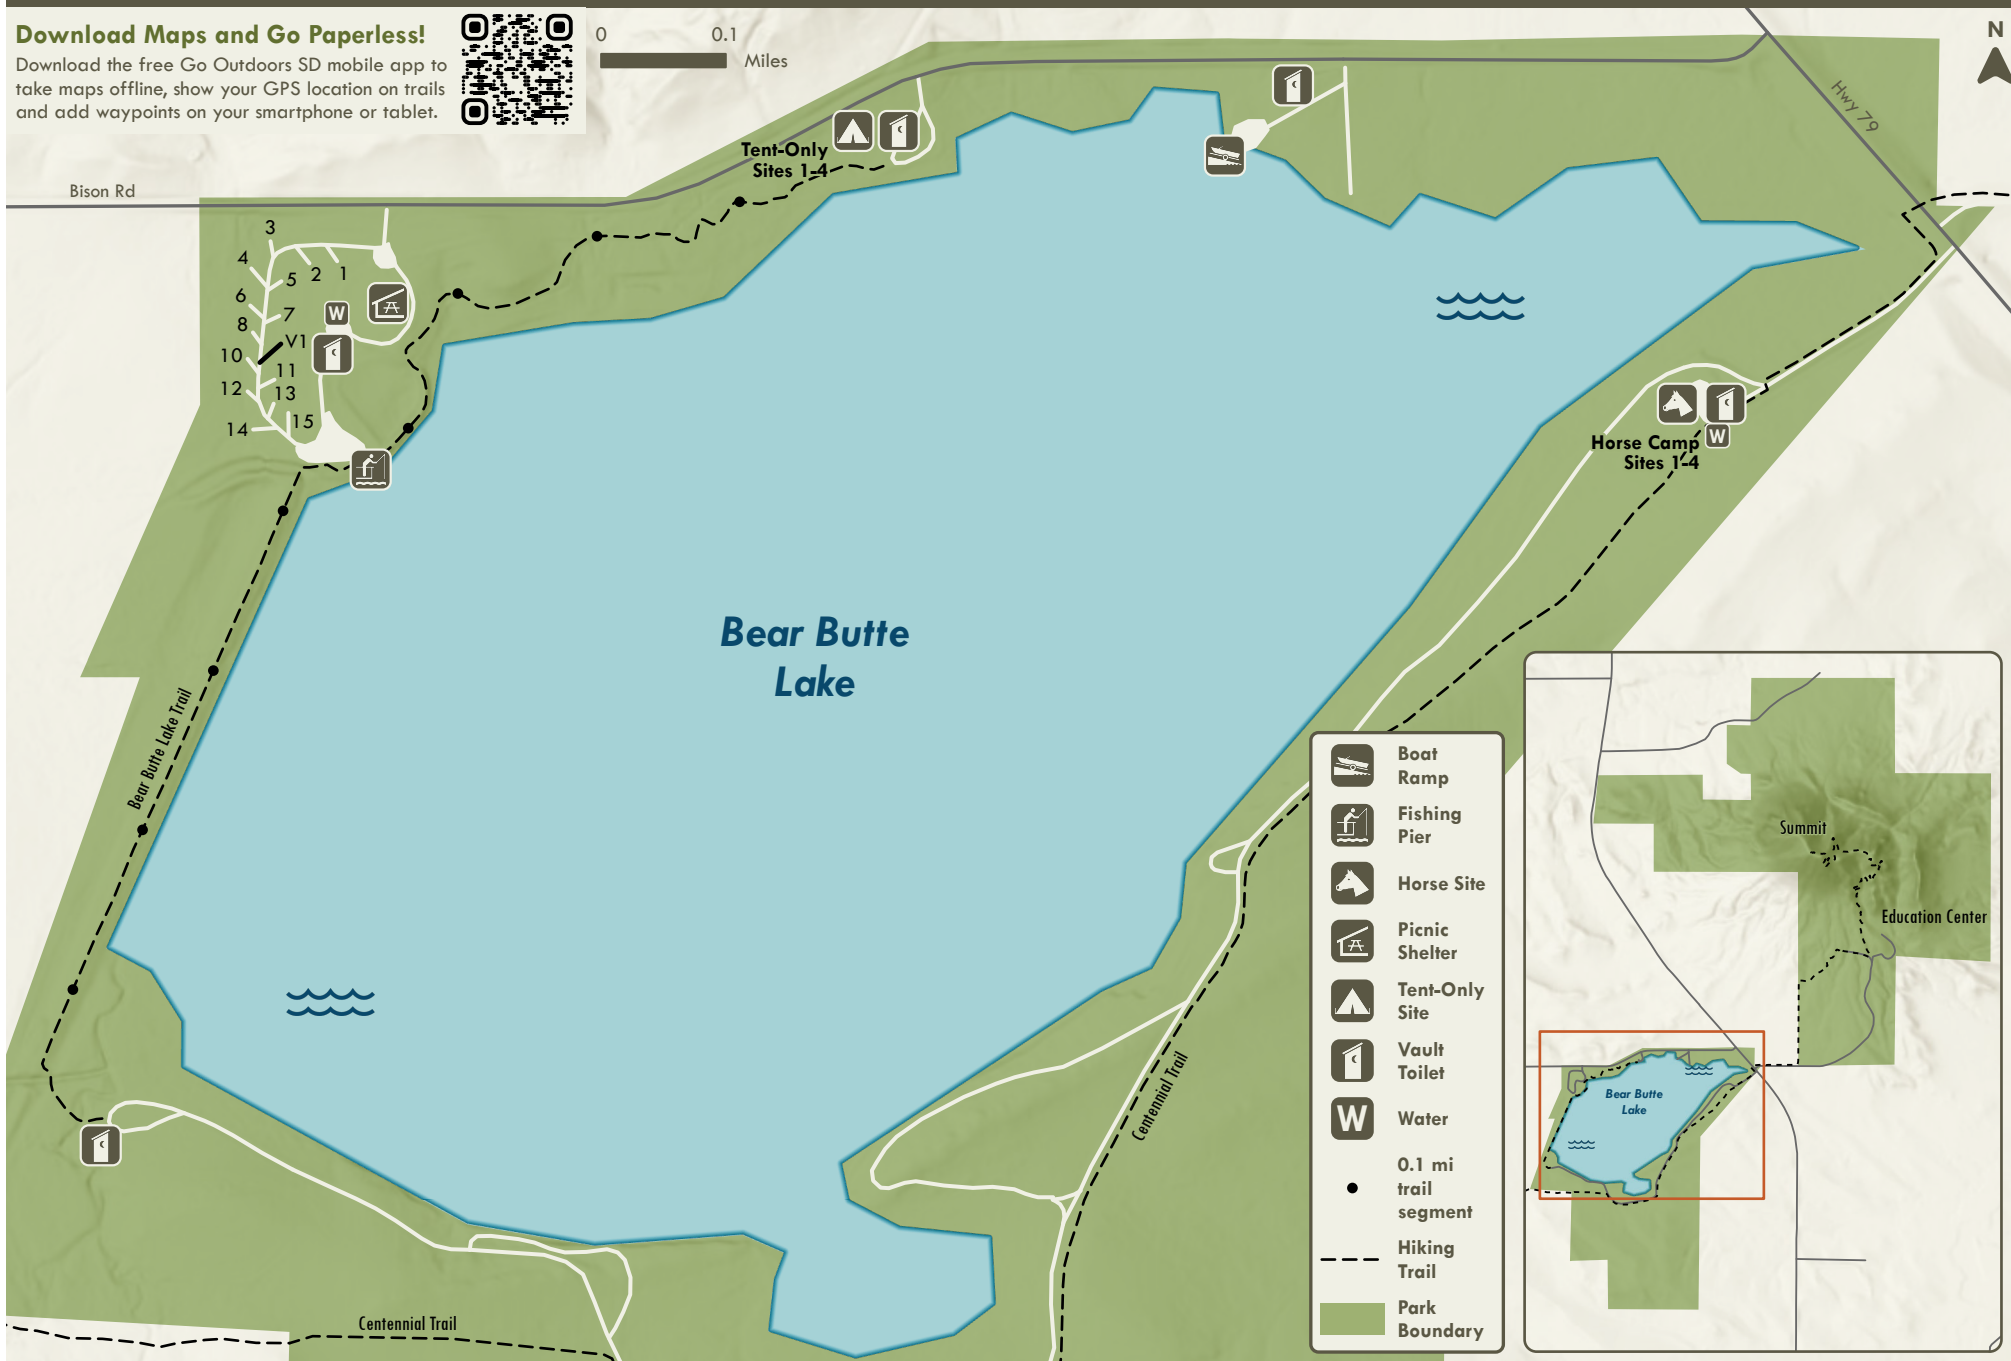 Download Maps and Go Paperless!
Download the free Go Outdoors SD mobile app to
take maps offline, show your GPS location on trails
and add waypoints on your smartphone or tablet.
0 0.1
Miles
N
Hwy 79
Bison Rd
Tent-Only
Sites 1-4
3
4
5
2
1
6
7
8
W
V1
10
11
12
13
14
15
Horse Camp
Sites 1-4
W
Bear Butte
Lake
Bear Butte Lake Trail
Centennial Trail
Centennial Trail
Boat
Ramp
Fishing
Pier
Horse Site
Picnic
Shelter
Tent-Only
Site
Vault
Toilet
W Water
0.1 mi
trail
segment
Hiking
Trail
Park
Boundary
Summit
Education Center
Bear Butte
Lake